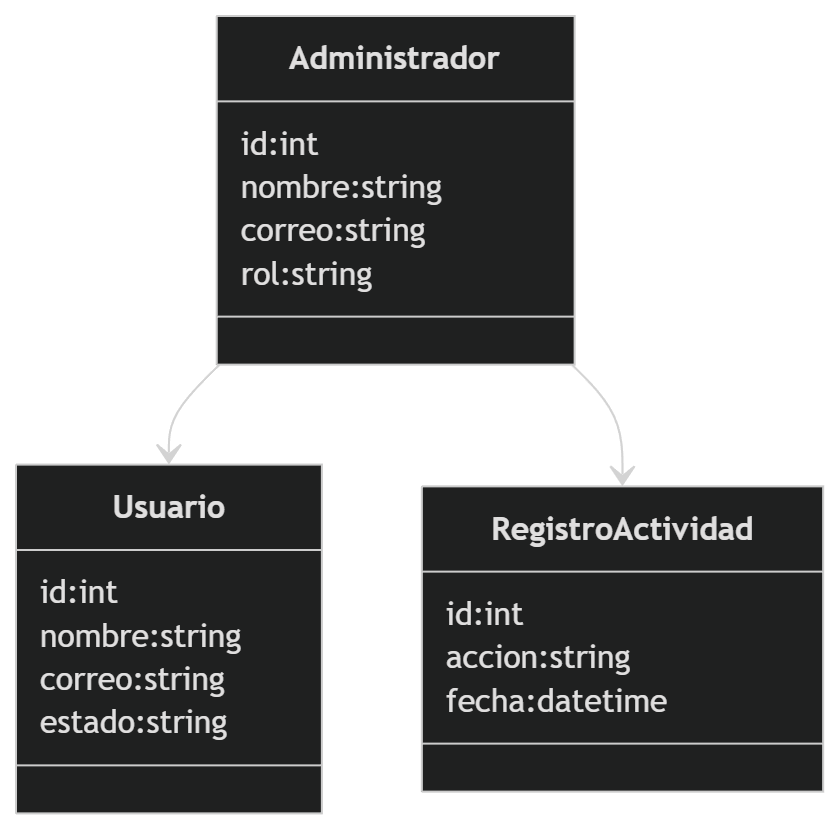 Administrador
id:int
nombre:string
correo:string
rol:string
Usuario
id:int
nombre:string
correo:string
estado:string
RegistroActividad
id:int
accion:string
fecha:datetime